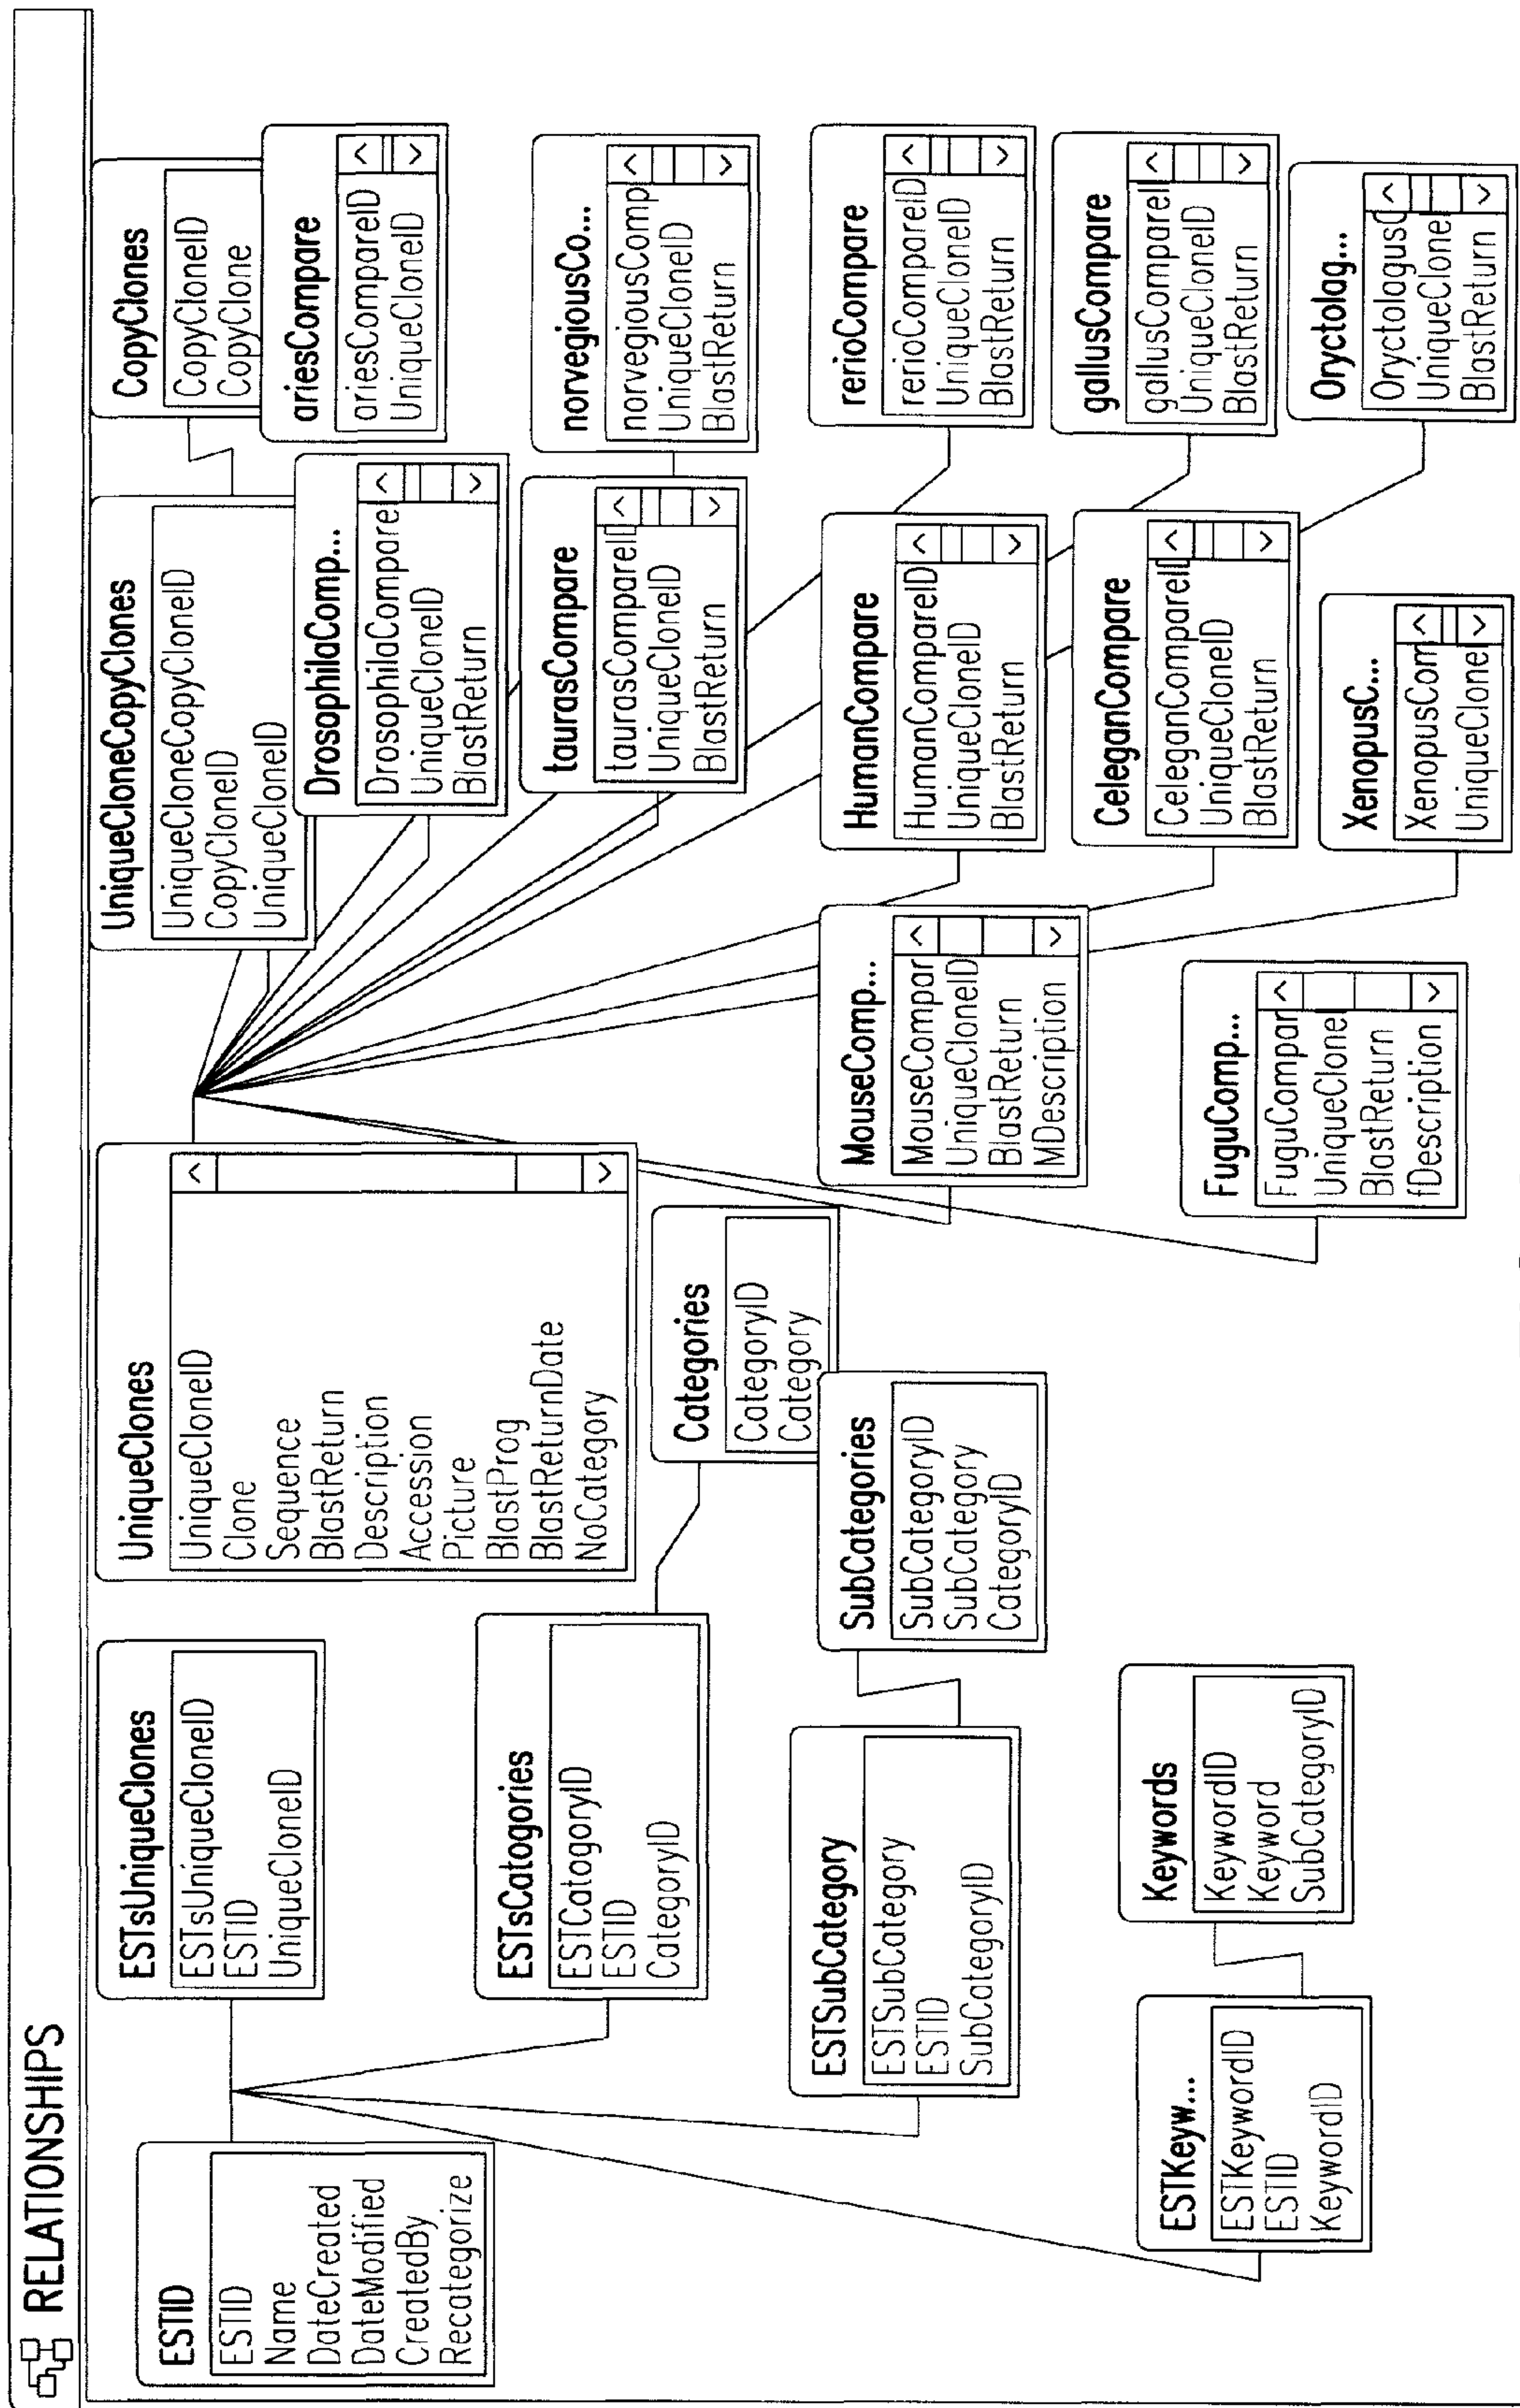 RELATIONSHIPS
ESTID
ESTID
Name
DateCreated
DateModified
CreatedBy
Recategorize
ESTsUniqueClones
ESTsUniqueCloneID
ESTID
UniqueCloneID
ESTsCatogories
ESTCatogoryID
ESTID
CategoryID
ESTSubCategory
ESTSubCategory
ESTID
SubCategoryID
ESTKeyw...
ESTKeywordID
ESTID
KeywordID
Keywords
KeywordID
Keyword
SubCategoryID
UniqueClones
UniqueCloneID
Clone
Sequence
BlastReturn
Description
Accession
Picture
BlastProg
BlastReturnDate
NoCategory
Categories
CategoryID
Category
SubCategories
SubCategoryID
SubCategory
CategoryID
UniqueCloneCopyClones
UniqueCloneCopyCloneID
CopyCloneID
UniqueCloneID
CopyClones
CopyCloneID
CopyClone
ariesCompare
ariesCompareID
UniqueCloneID
DrosophilaComp...
DrosophilaCompare
UniqueCloneID
BlastReturn
norvegiousCo...
norvegiousComp
UniqueCloneID
BlastReturn
taurasCompare
taurasCompareID
UniqueCloneID
BlastReturn
rerioCompare
rerioCompareID
UniqueCloneID
BlastReturn
HumanCompare
HumanCompareID
UniqueCloneID
BlastReturn
gallusCompare
gallusCompareI
UniqueCloneID
BlastReturn
CeleganCompare
CeleganCompareID
UniqueCloneID
BlastReturn
Oryctolag...
OryctolagusC
UniqueClone
BlastReturn
XenopusC...
XenopusCom
UniqueClone
MouseComp...
MouseCompar
UniqueCloneID
BlastReturn
MDescription
FuguComp...
FuguCompar
UniqueClone
BlastReturn
fDescription